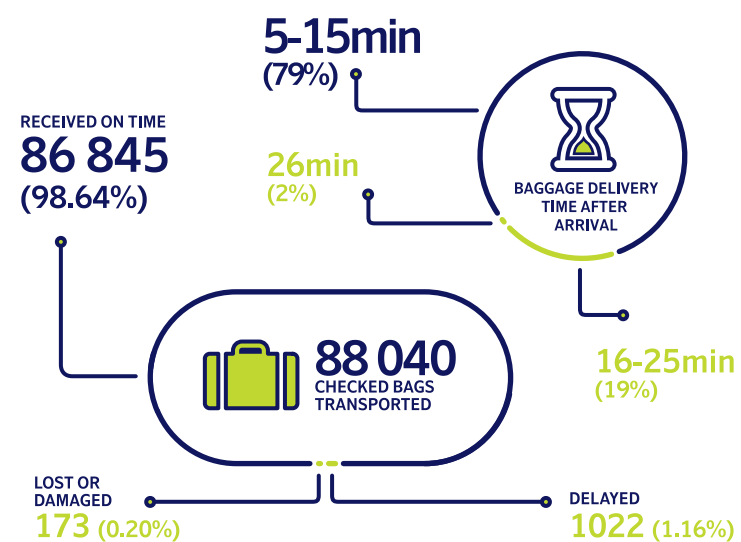 5-15min
(79%)
RECEIVED ON TIME
86 845
(98.64%)
26min
(2%)
BAGGAGE DELIVERY
TIME AFTER
ARRIVAL
88 040
CHECKED BAGS
TRANSPORTED
16-25min
(19%)
LOST OR
DAMAGED
173 (0.20%)
DELAYED
1022 (1.16%)